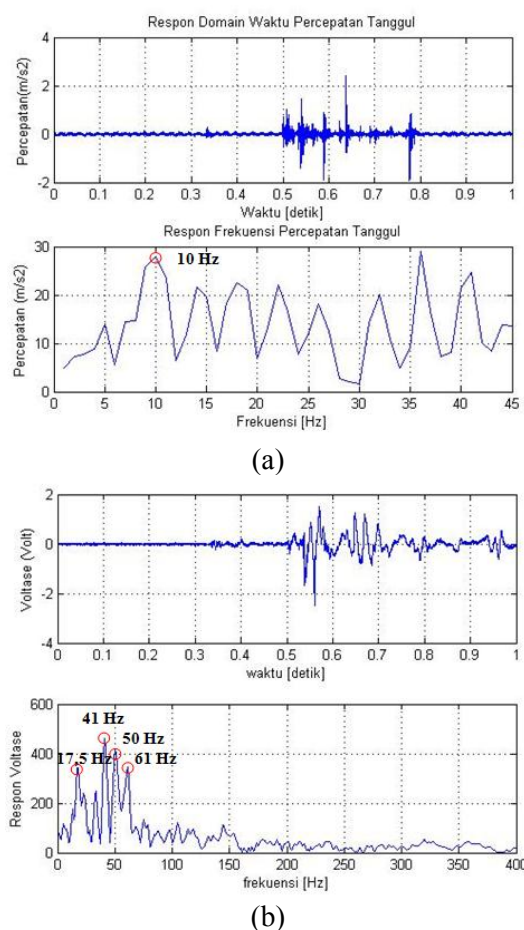 Respon Domain Waktu Percepatan Tanggul
Percepatan(m/s2)
4
2
0
-2
0 0.1 0.2 0.3 0.4 0.5 0.6 0.7 0.8 0.9 1
Waktu [detik]
Respon Frekuensi Percepatan Tanggul
Percepatan (m/s2)
30
20
10
0
10 Hz
0 5 10 15 20 25 30 35 40 45
Frekuensi [Hz]
(a)
Voltase (Volt)
2
0
-2
-4
0 0.1 0.2 0.3 0.4 0.5 0.6 0.7 0.8 0.9 1
waktu [detik]
Respon Voltase
600
400
200
0
41 Hz
50 Hz
17.5 Hz 61 Hz
0 50 100 150 200 250 300 350 400
frekuensi [Hz]
(b)